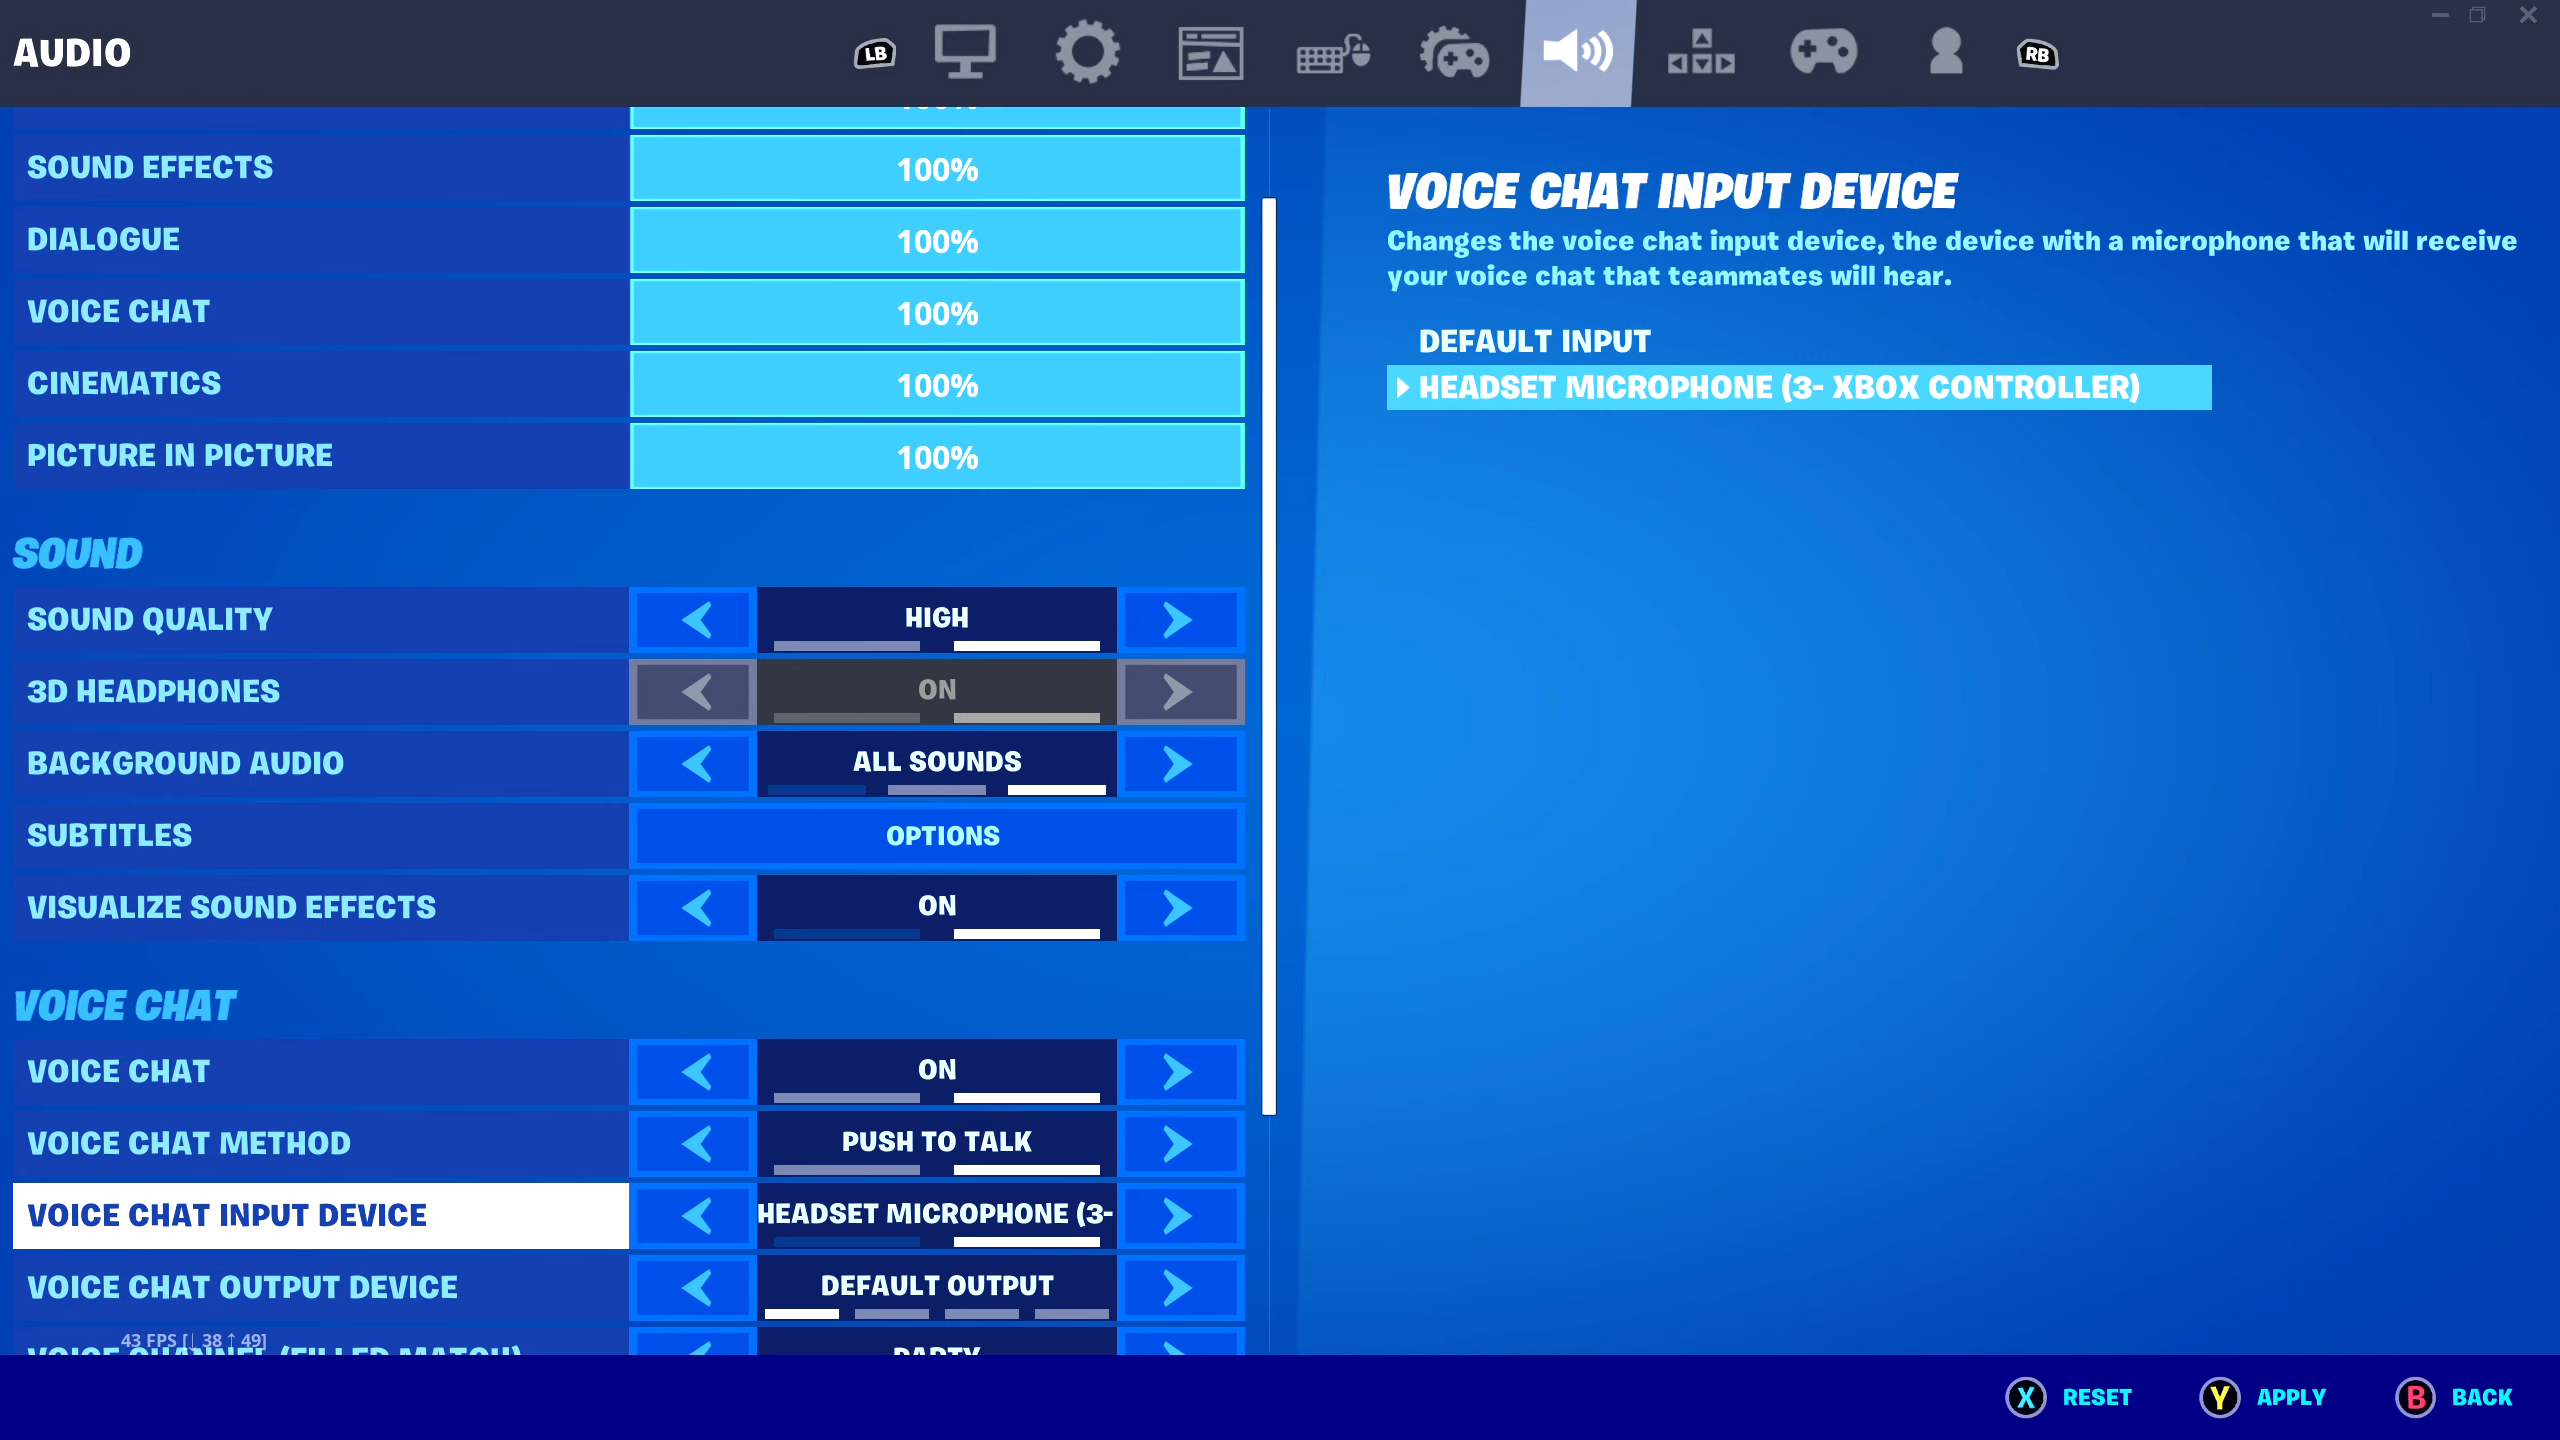 AUDIO
LB
RB
SOUND EFFECTS
100%
DIALOGUE
100%
VOICE CHAT
100%
CINEMATICS
100%
PICTURE IN PICTURE
100%
SOUND
SOUND QUALITY
HIGH
3D HEADPHONES
ON
BACKGROUND AUDIO
ALL SOUNDS
SUBTITLES
OPTIONS
VISUALIZE SOUND EFFECTS
ON
VOICE CHAT
VOICE CHAT
ON
VOICE CHAT METHOD
PUSH TO TALK
VOICE CHAT INPUT DEVICE
HEADSET MICROPHONE (3-
VOICE CHAT OUTPUT DEVICE
DEFAULT OUTPUT
43 FPS [↓ 38 ↑ 49]
VOICE CHANNEL (FILLED MATCH)
PARTY
VOICE CHAT INPUT DEVICE
Changes the voice chat input device, the device with a microphone that will receive
your voice chat that teammates will hear.
DEFAULT INPUT
HEADSET MICROPHONE (3- XBOX CONTROLLER)
X RESET
Y APPLY
B BACK